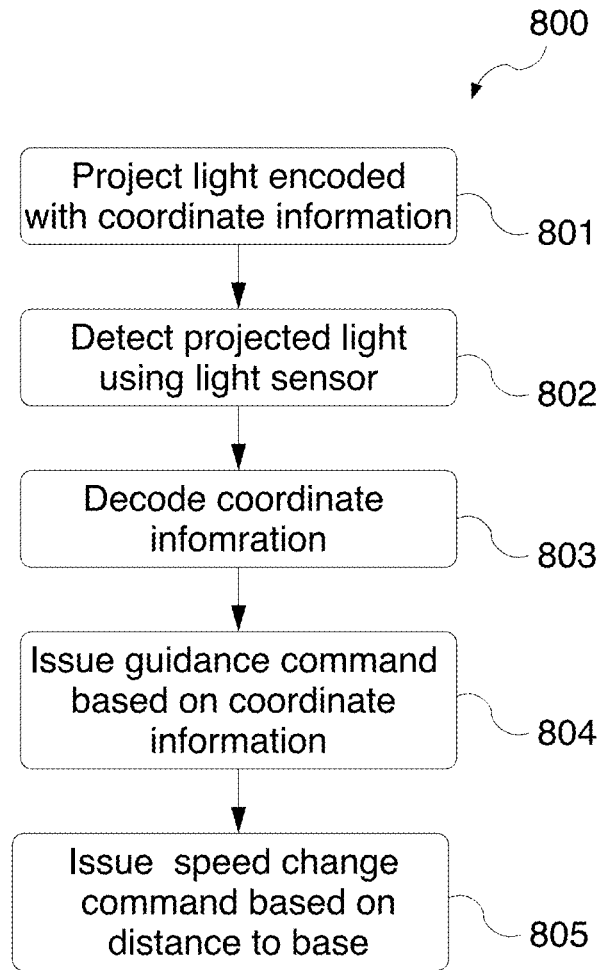 800
Project light encoded
with coordinate information
801
Detect projected light
using light sensor
802
Decode coordinate
infomration
803
Issue guidance command
based on coordinate
information
804
Issue speed change
command based on
distance to base
805